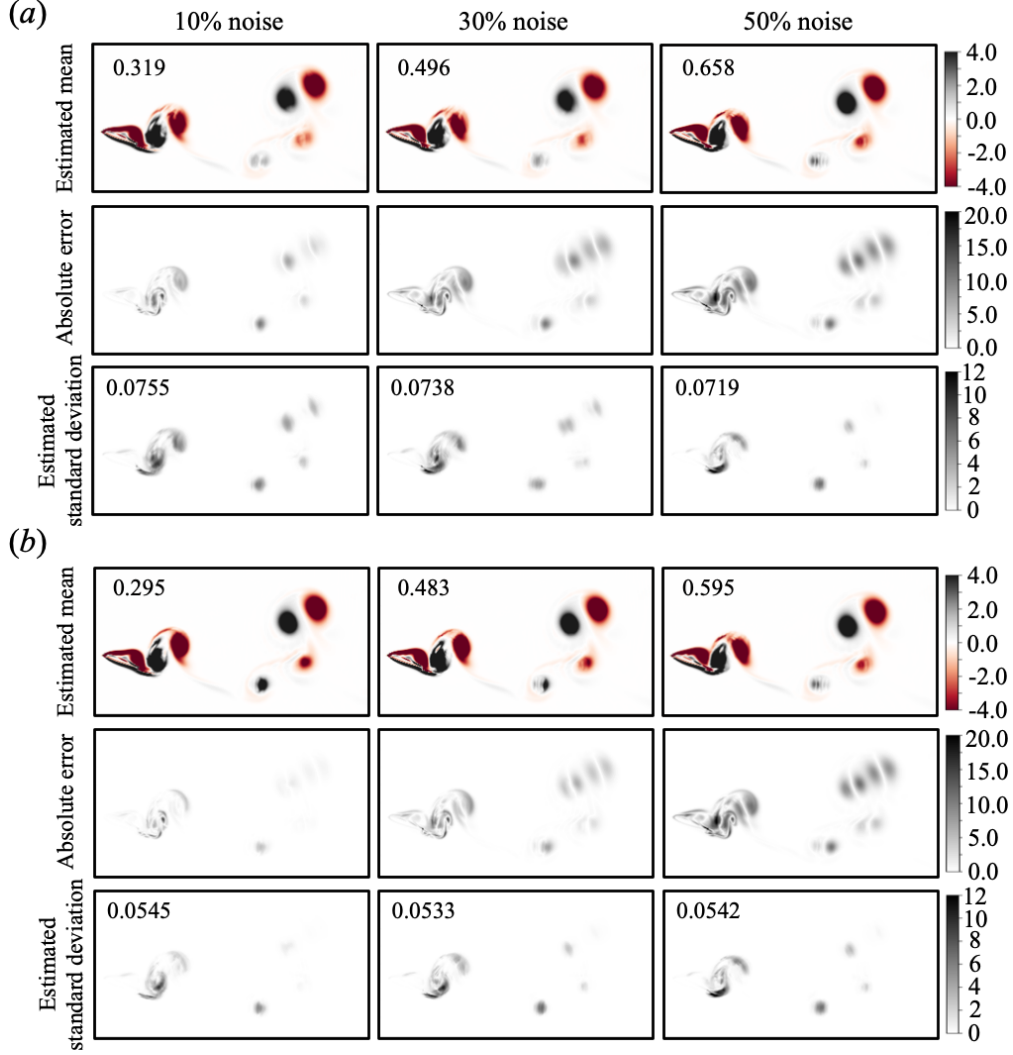 (a)
10% noise 30% noise 50% noise
Estimated mean
0.319 0.496 0.658
4.0
2.0
0.0
-2.0
-4.0
Absolute error
20.0
15.0
10.0
5.0
0.0
Estimated
standard deviation
0.0755 0.0738 0.0719
12
10
8
6
4
2
0
(b)
Estimated mean
0.295 0.483 0.595
4.0
2.0
0.0
-2.0
-4.0
Absolute error
20.0
15.0
10.0
5.0
0.0
Estimated
standard deviation
0.0545 0.0533 0.0542
12
10
8
6
4
2
0